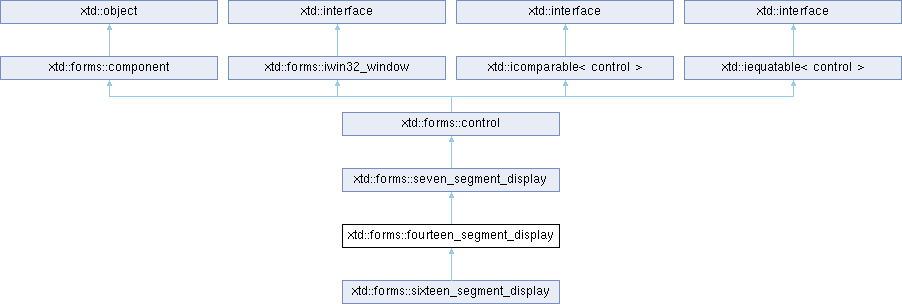 xtd::object
xtd::interface
xtd::interface
xtd::interface
xtd::forms::component
xtd::forms::iwin32_window
xtd::icomparable< control >
xtd::iequatable< control >
xtd::forms::control
xtd::forms::seven_segment_display
xtd::forms::fourteen_segment_display
xtd::forms::sixteen_segment_display